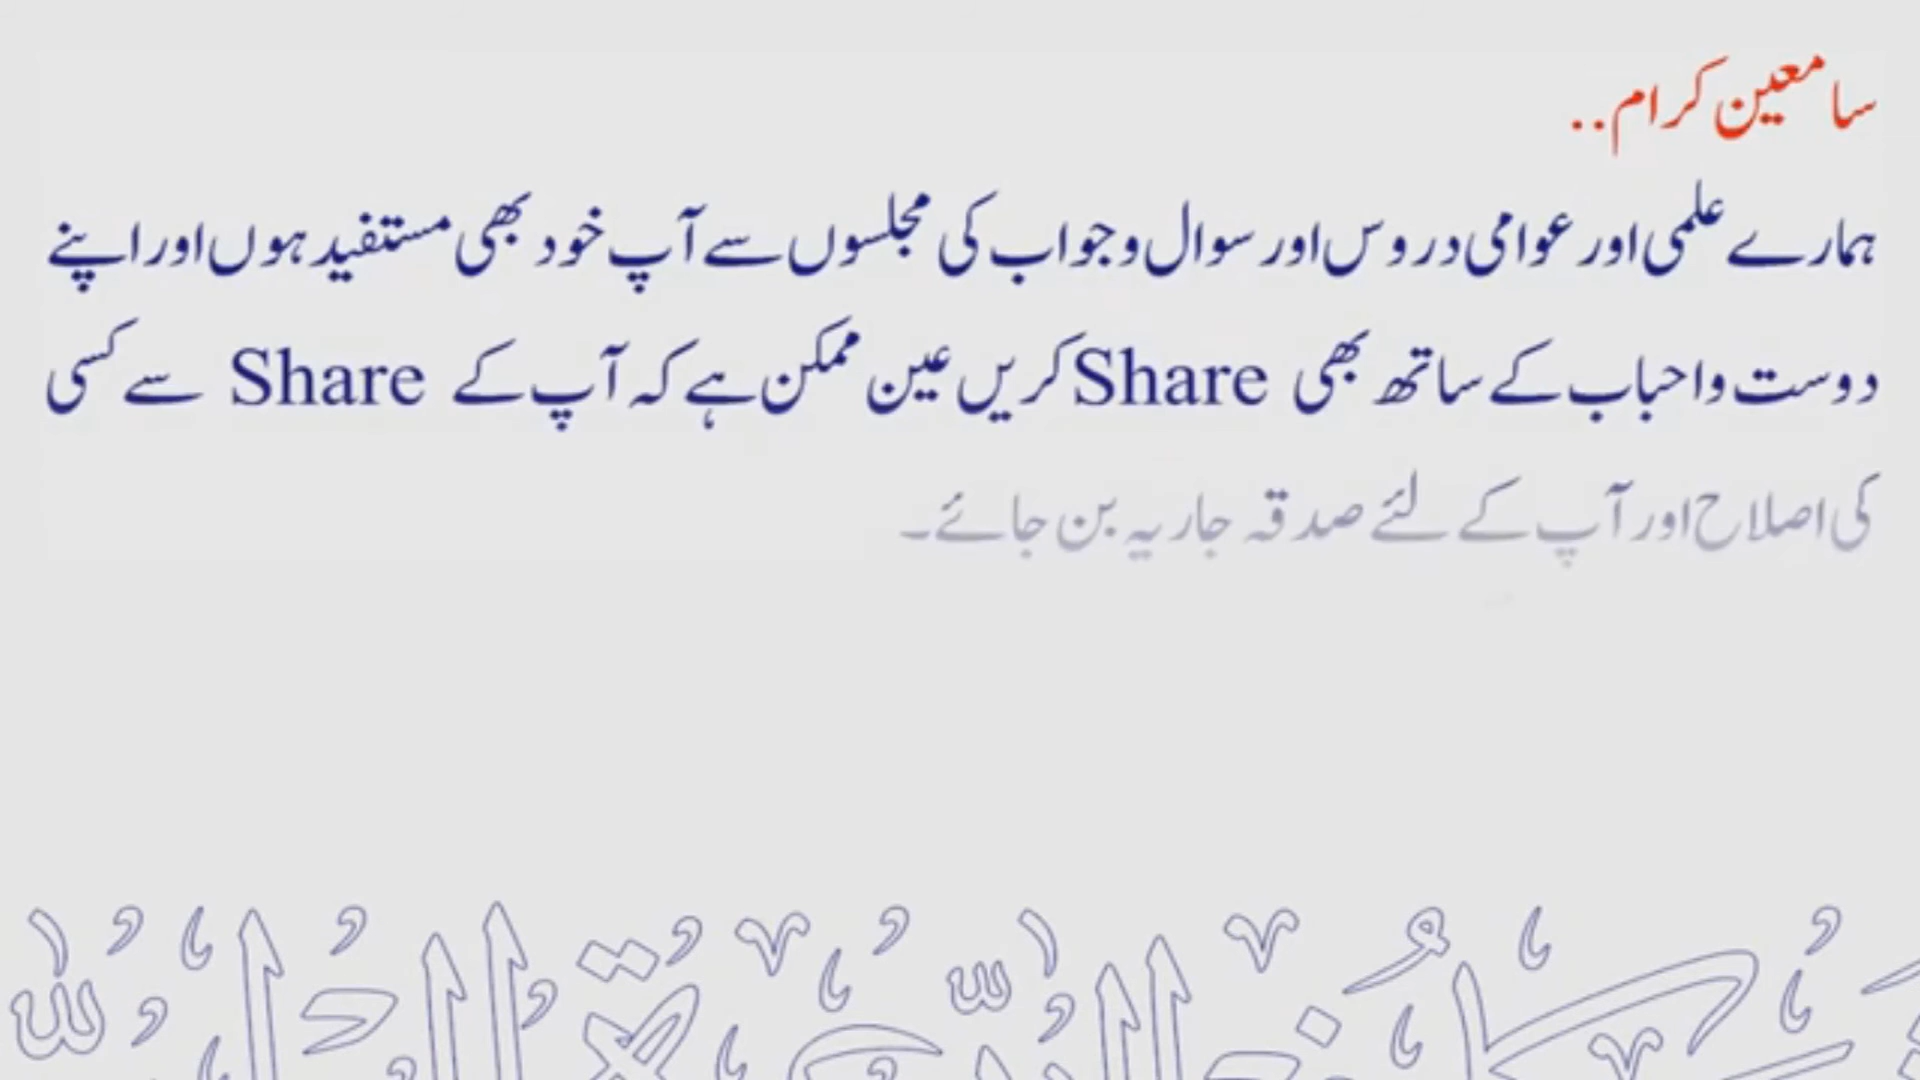 سامعین کرام..
ہمارے علمی اور عوامی دروس اور سوال و جواب کی مجلسوں سے آپ خود بھی مستفید ہوں اور اپنے
دوست و احباب کے ساتھ بھی Share کریں عین ممکن ہے کہ آپ کے Share سے کسی
کی اصلاح اور آپ کے لئے صدقہ جاریہ بن جائے۔